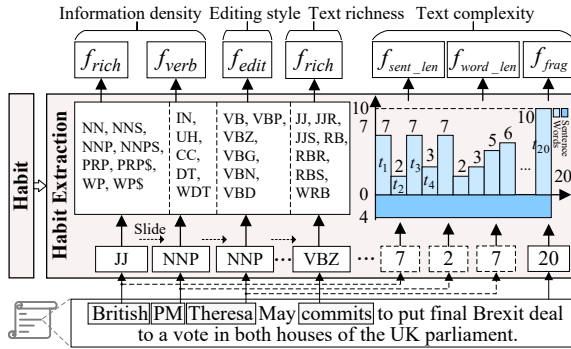 Information density Editing style Text richness Text complexity
f_rich f_verb f_edit f_rich f_sent_len f_word_len f_frag
Habit
Habit Extraction
NN, NNS,
NNP, NNPS,
PRP, PRP$,
WP, WP$
IN,
UH,
CC,
DT,
WDT
VB, VBP,
VBZ,
VBG,
VBN,
VBD
JJ, JJR,
JJS, RB,
RBR,
RBS,
WRB
10
7
0
4
7 2 7 3 7 2 3 5 6 ... 10
t1 t2 t3 t4 t20
20
Words
Sentence
Slide
JJ NNP NNP ... VBZ ... 7 2 7 20
British PM Theresa May commits to put final Brexit deal
to a vote in both houses of the UK parliament.